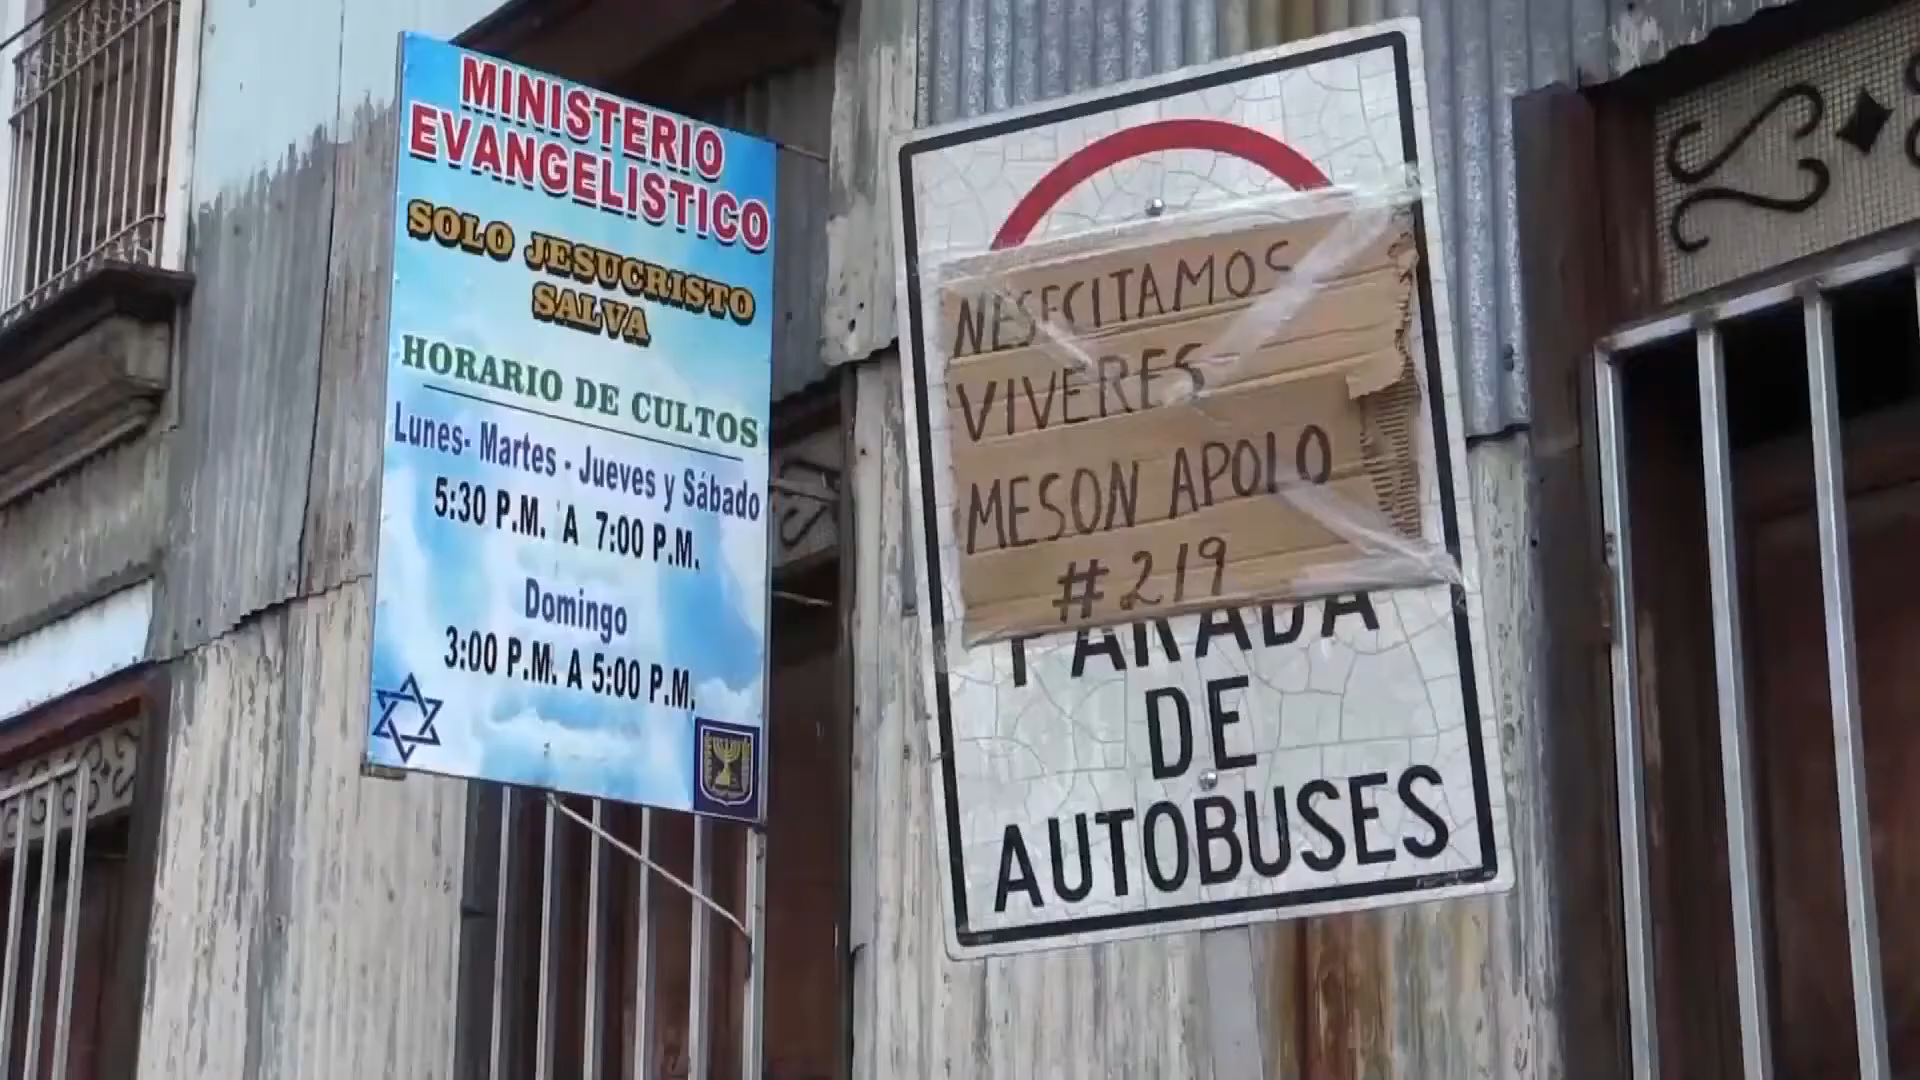 MINISTERIO
EVANGELISTICO
SOLO JESUCRISTO
SALVA
HORARIO DE CULTOS
Lunes- Martes - Jueves y Sábado
5:30 P.M. A 7:00 P.M.
Domingo
3:00 P.M. A 5:00 P.M.
NESECITAMOS
VIVERES
MESON APOLO
#219
PARADA
DE
AUTOBUSES